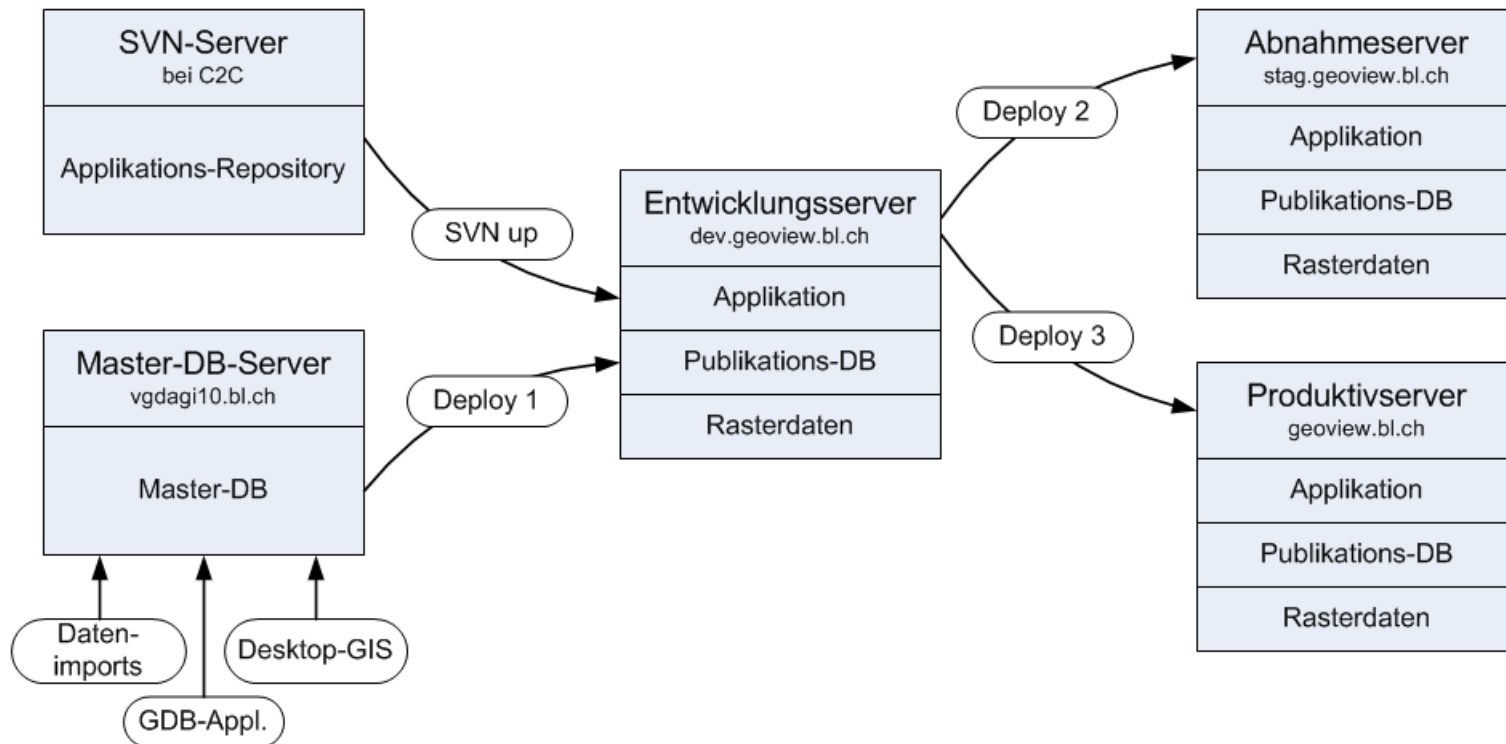 SVN-Server
bei C2C
Applikations-Repository
SVN up
Master-DB-Server
vgdagi10.bl.ch
Master-DB
Deploy 1
Daten-
imports
GDB-Appl.
Desktop-GIS
Entwicklungsserver
dev.geoview.bl.ch
Applikation
Publikations-DB
Rasterdaten
Deploy 2
Deploy 3
Abnahmeserver
stag.geoview.bl.ch
Applikation
Publikations-DB
Rasterdaten
Produktivserver
geoview.bl.ch
Applikation
Publikations-DB
Rasterdaten